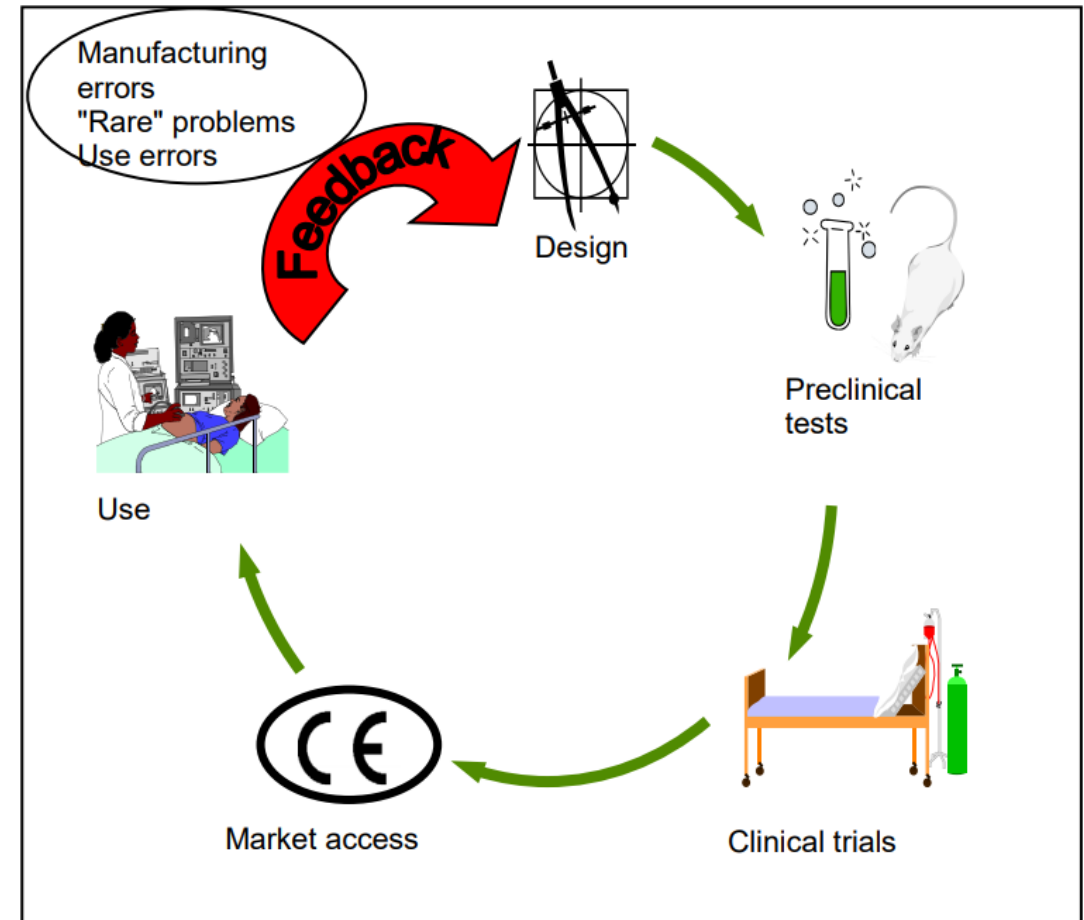 Manufacturing
errors
"Rare" problems
Use errors
Feedback
Design
Preclinical
tests
Use
CE
Market access
Clinical trials